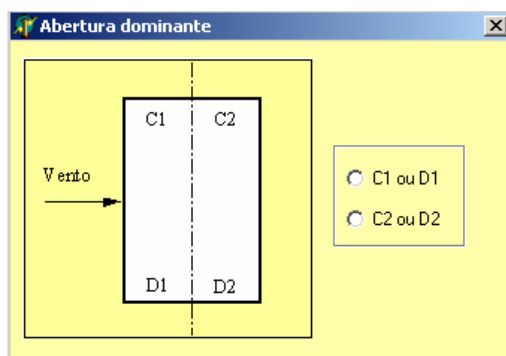 Abertura dominante
C1 C2
Vento
C1 ou D1
C2 ou D2
D1 D2